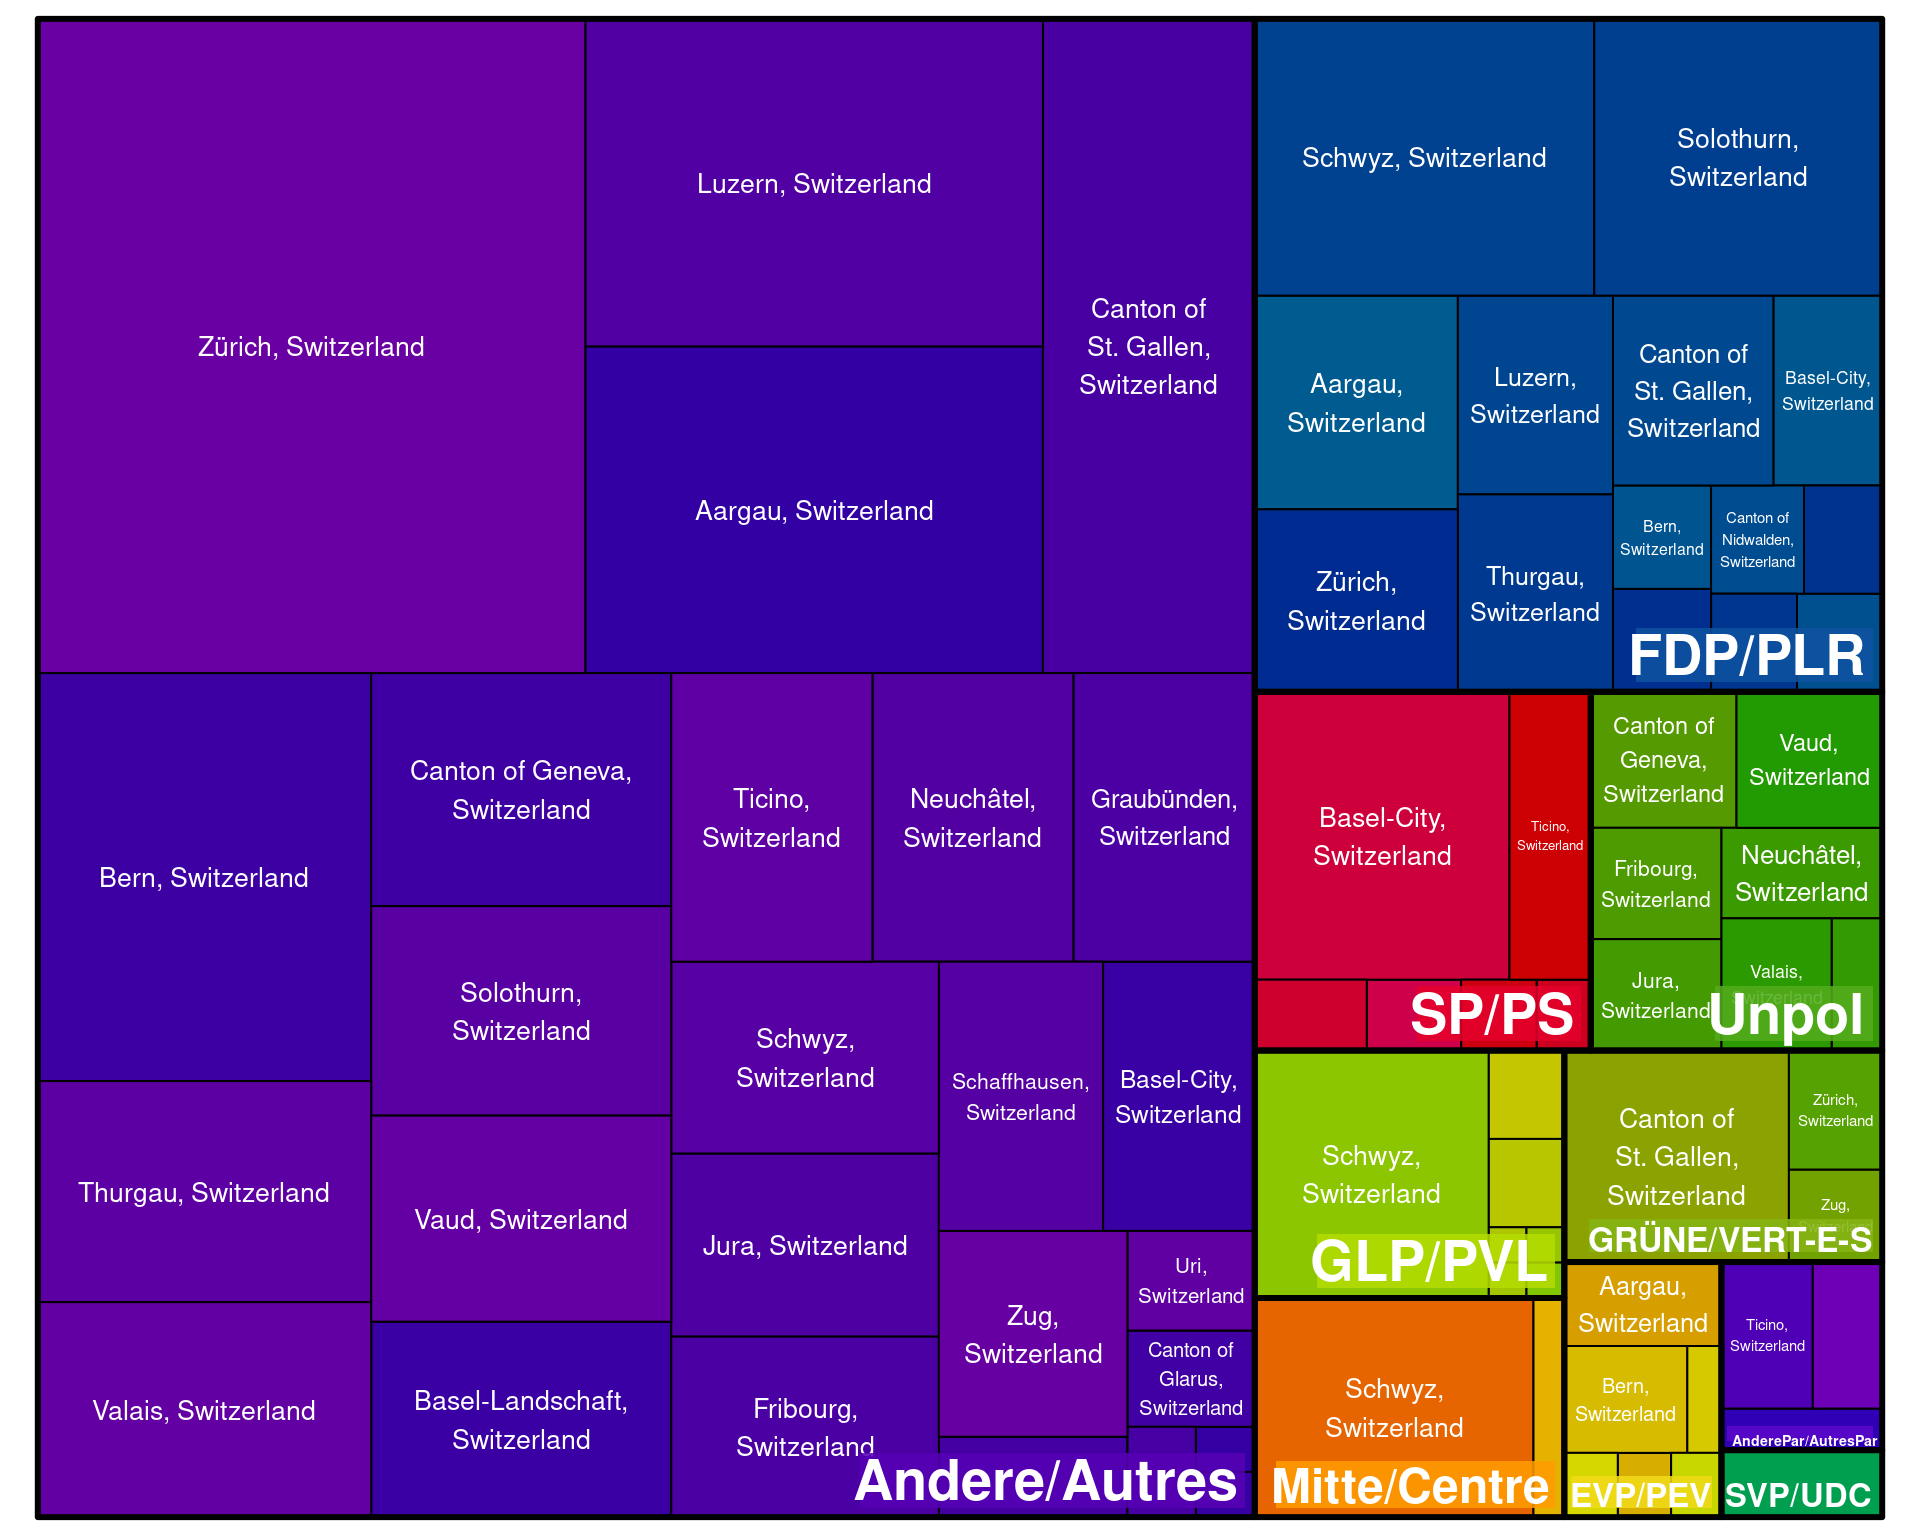 Zürich, Switzerland
Luzern, Switzerland
Aargau, Switzerland
Canton of
St. Gallen,
Switzerland
Bern, Switzerland
Thurgau, Switzerland
Valais, Switzerland
Canton of Geneva,
Switzerland
Solothurn,
Switzerland
Vaud, Switzerland
Basel-Landschaft,
Switzerland
Ticino,
Switzerland
Neuchâtel,
Switzerland
Graubünden,
Switzerland
Schwyz,
Switzerland
Jura, Switzerland
Fribourg,
Switzerland
Schaffhausen,
Switzerland
Basel-City,
Switzerland
Zug,
Switzerland
Uri,
Switzerland
Canton of
Glarus,
Switzerland
Andere/Autres
Schwyz, Switzerland
Solothurn,
Switzerland
Aargau,
Switzerland
Zürich,
Switzerland
Luzern,
Switzerland
Thurgau,
Switzerland
Canton of
St. Gallen,
Switzerland
Basel-City,
Switzerland
Bern,
Switzerland
Canton of
Nidwalden,
Switzerland
FDP/PLR
Basel-City,
Switzerland
Ticino,
Switzerland
SP/PS
Canton of
Geneva,
Switzerland
Vaud,
Switzerland
Fribourg,
Switzerland
Neuchâtel,
Switzerland
Jura,
Switzerland
Valais,
Switzerland
Unpol
Schwyz,
Switzerland
GLP/PVL
Canton of
St. Gallen,
Switzerland
Zürich,
Switzerland
Zug,
Switzerland
GRÜNE/VERT-E-S
Schwyz,
Switzerland
Mitte/Centre
Aargau,
Switzerland
Bern,
Switzerland
EVP/PEV
Ticino,
Switzerland
AnderePar/AutresPar
SVP/UDC